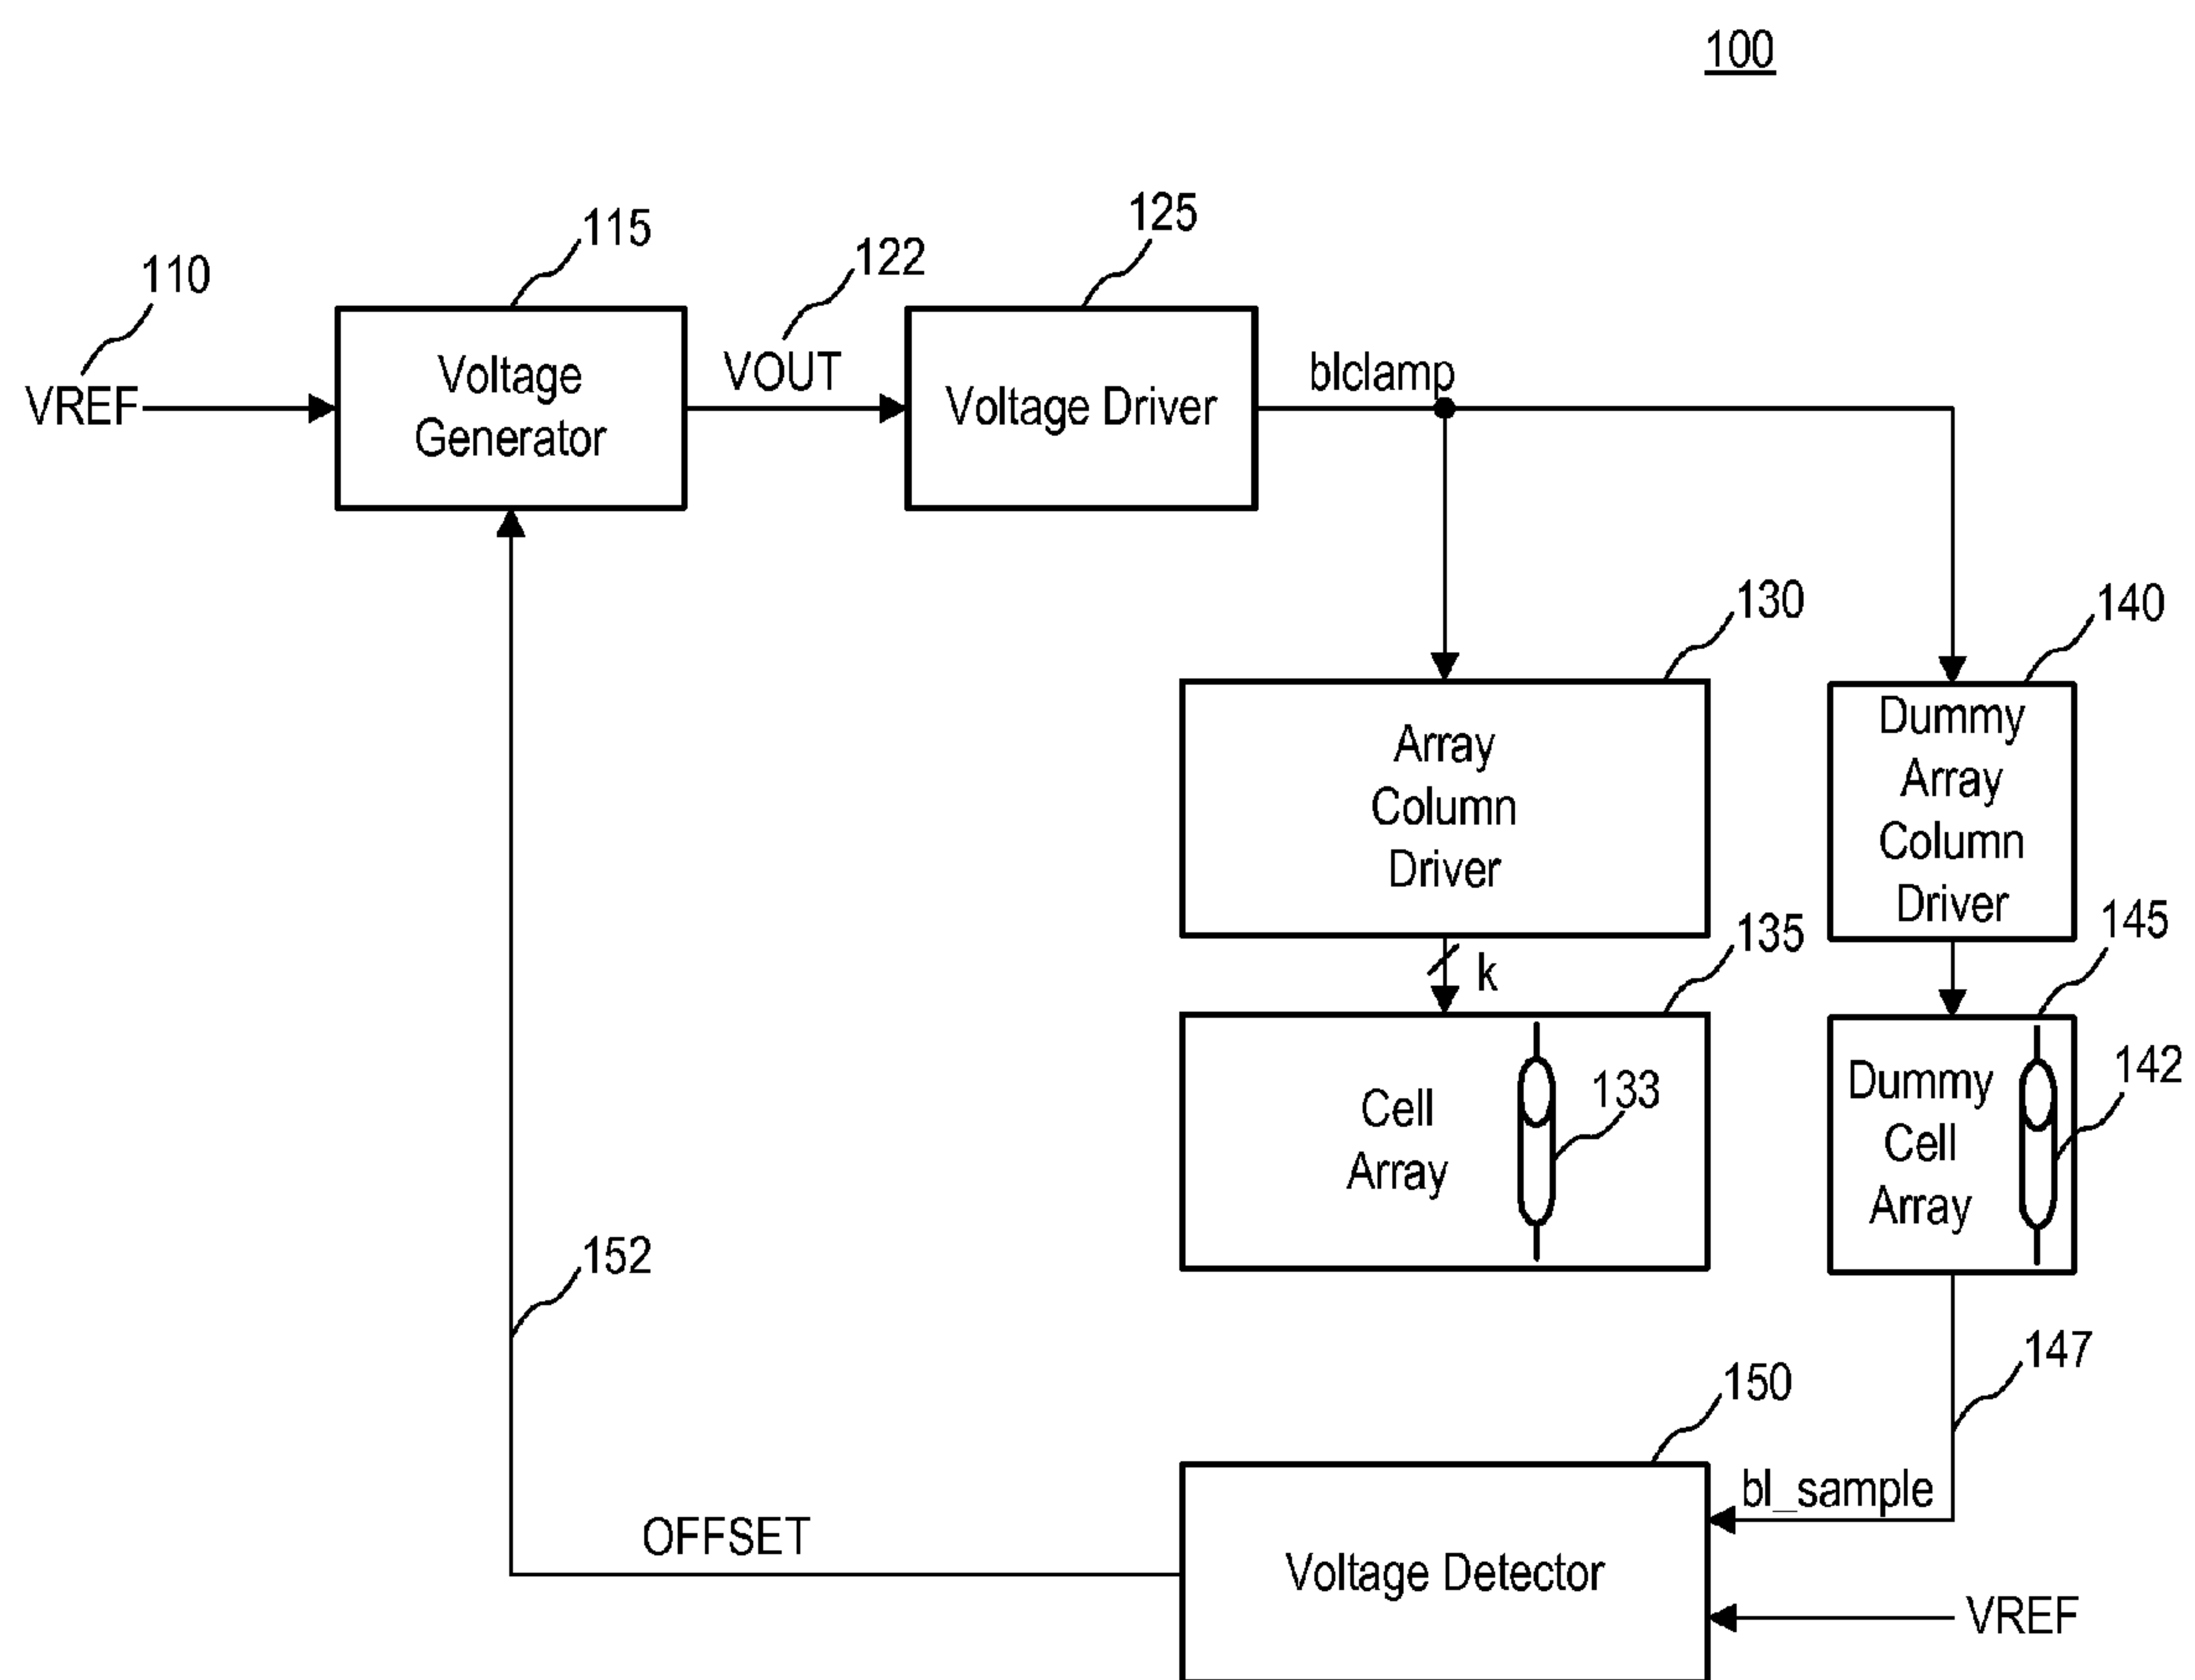 100
110
115
122
125
VREF
Voltage
Generator
VOUT
Voltage Driver
blclamp
130
140
Array
Column
Driver
Dummy
Array
Column
Driver
k
135
145
Cell
Array
133
Dummy
Cell
Array
142
152
147
150
OFFSET
Voltage Detector
bl_sample
VREF